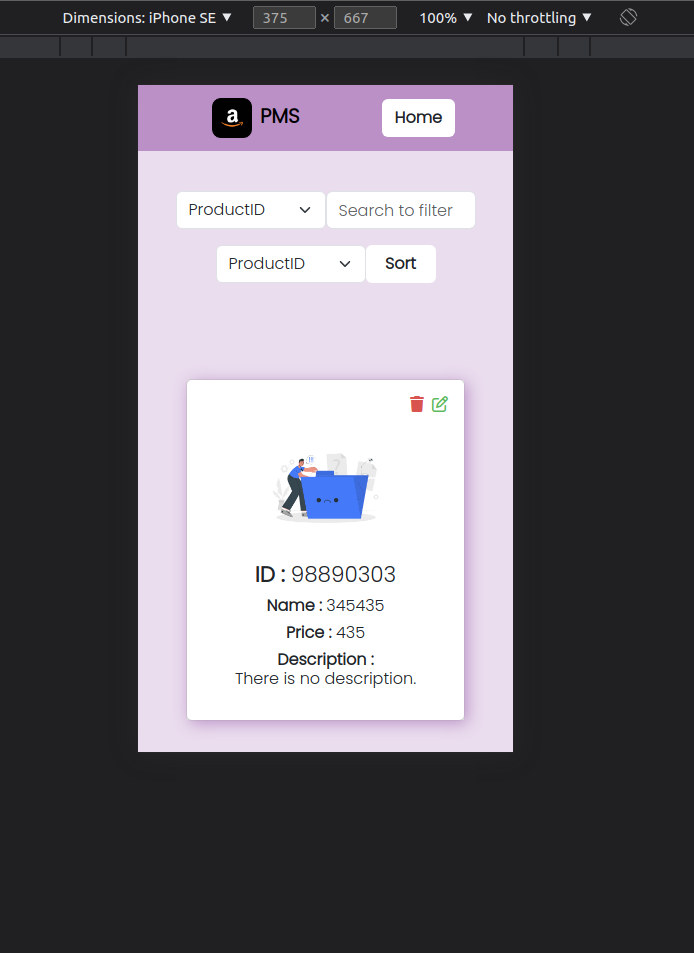 Dimensions: iPhone SE ▼ 375 × 667 100% ▼ No throttling ▼
a PMS Home
ProductID Search to filter
ProductID Sort
ID : 98890303
Name : 345435
Price : 435
Description :
There is no description.